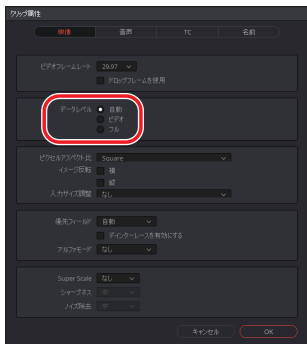 クリップ属性
映像 音声 TC 名前
ビデオフレームレート 29.97
ドロップフレームを使用
データレベル 自動
ビデオ
フル
ピクセルアスペクト比 Square
イメージ反転 横
縦
入力サイズ調整 なし
優先フィールド 自動
デインターレースを有効にする
アルファモード なし
Super Scale なし
シャープネス 中
ノイズ除去 中
キャンセル OK